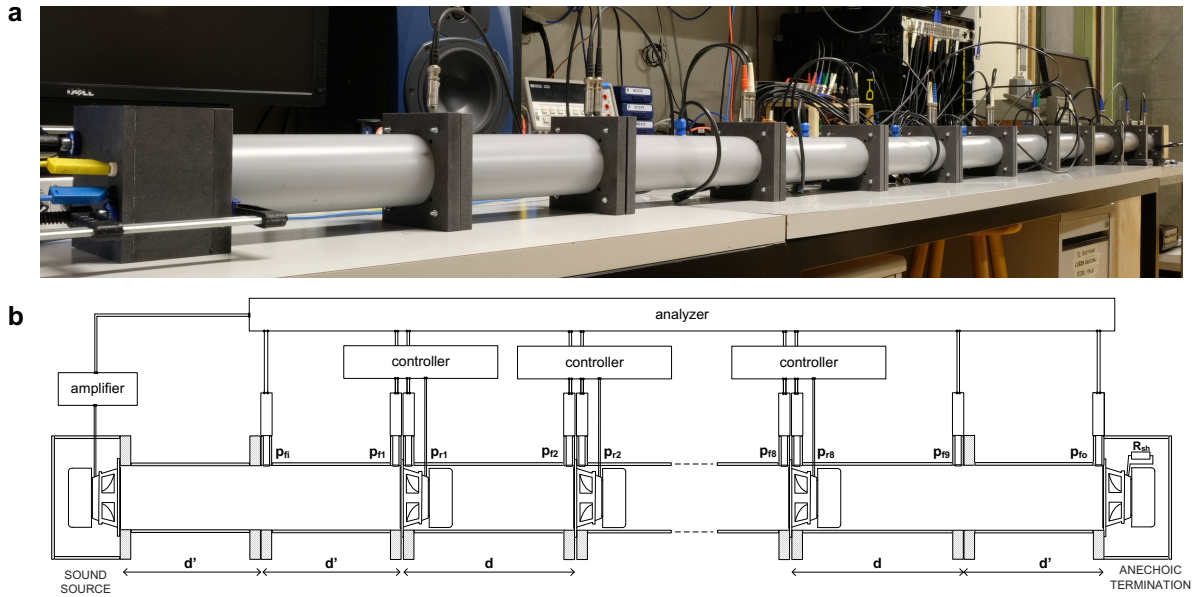 a
DELL
b
analyzer
controller controller controller
amplifier
pfi pf1 pr1 pf2 pr2 pf8 pr8 pf9 pfo Rsh
d' d' d d d'
SOUND
SOURCE
ANECHOIC
TERMINATION